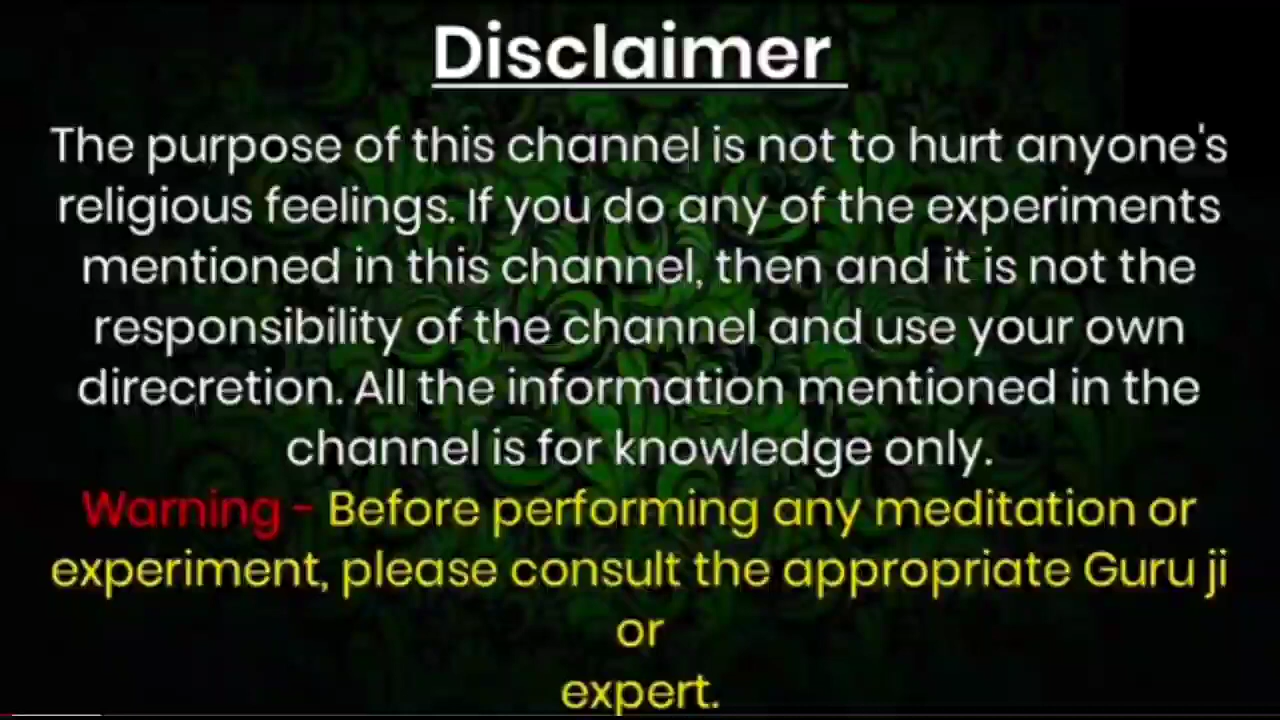 Disclaimer
The purpose of this channel is not to hurt anyone's
religious feelings. If you do any of the experiments
mentioned in this channel, then and it is not the
responsibility of the channel and use your own
direcretion. All the information mentioned in the
channel is for knowledge only.
Warning - Before performing any meditation or
experiment, please consult the appropriate Guru ji
or
expert.